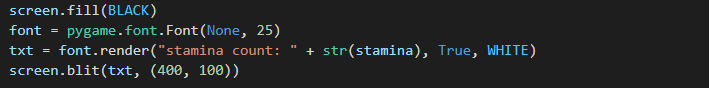 screen.fill(BLACK)
font = pygame.font.Font(None, 25)
txt = font.render("stamina count: " + str(stamina), True, WHITE)
screen.blit(txt, (400, 100))